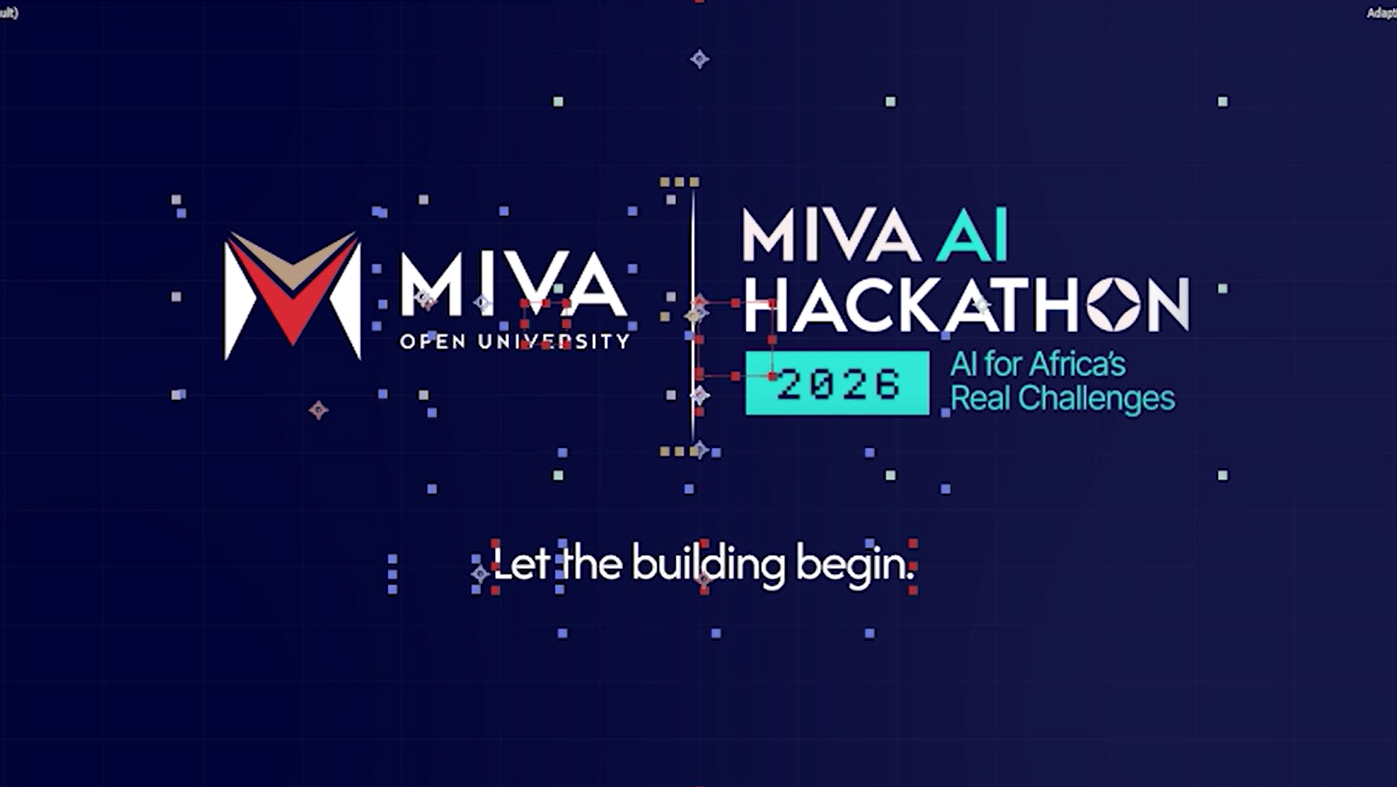 MIVA
OPEN UNIVERSITY
MIVA AI
HACKATHON
2026
AI for Africa's
Real Challenges
Let the building begin.